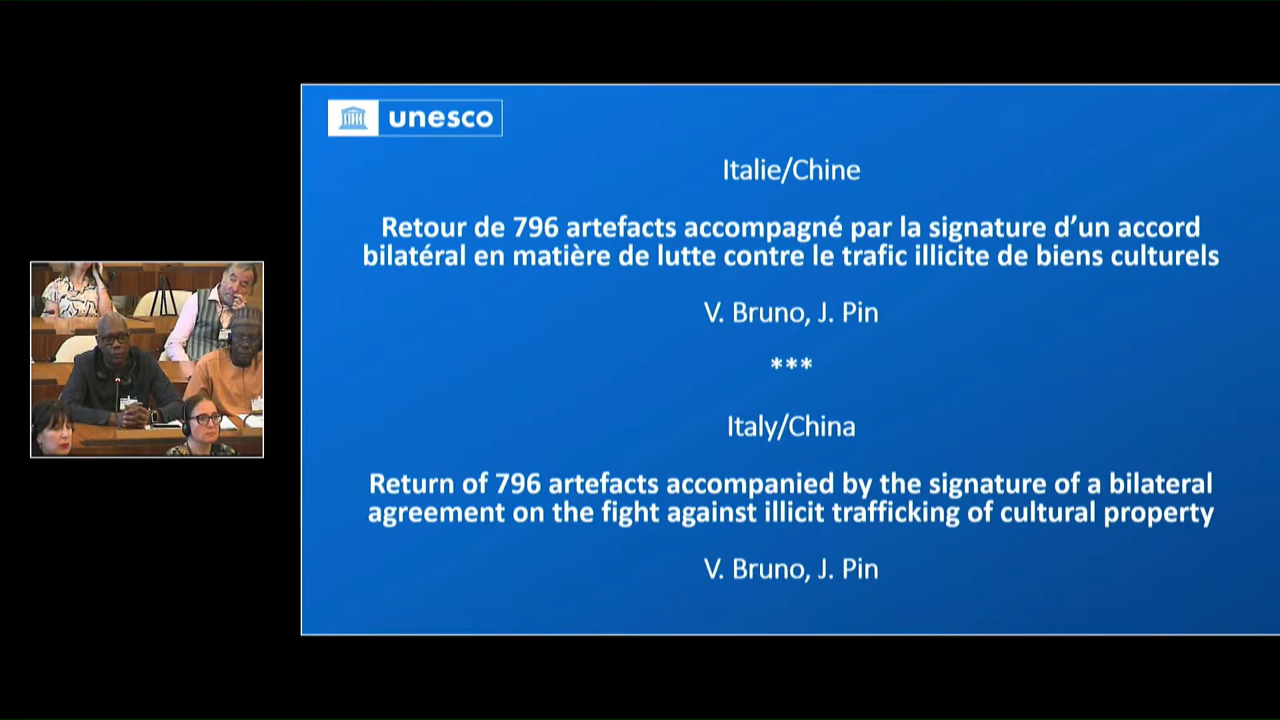 unesco
Italie/Chine
Retour de 796 artefacts accompagné par la signature d’un accord
bilatéral en matière de lutte contre le trafic illicite de biens culturels
V. Bruno, J. Pin
***
Italy/China
Return of 796 artefacts accompanied by the signature of a bilateral
agreement on the fight against illicit trafficking of cultural property
V. Bruno, J. Pin